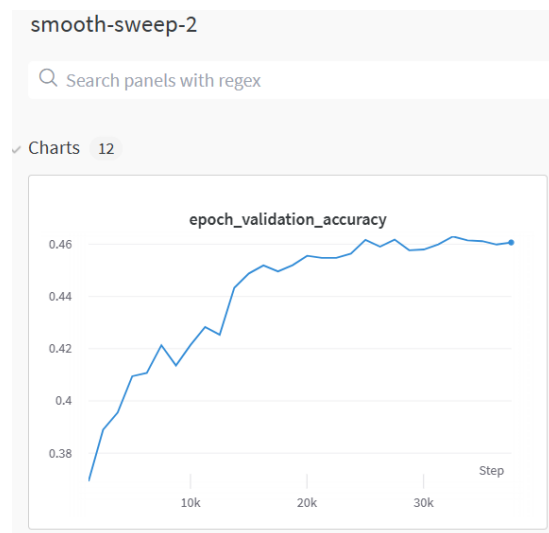 smooth-sweep-2
Search panels with regex
Charts 12
epoch_validation_accuracy
0.46
0.44
0.42
0.4
0.38
Step
10k 20k 30k